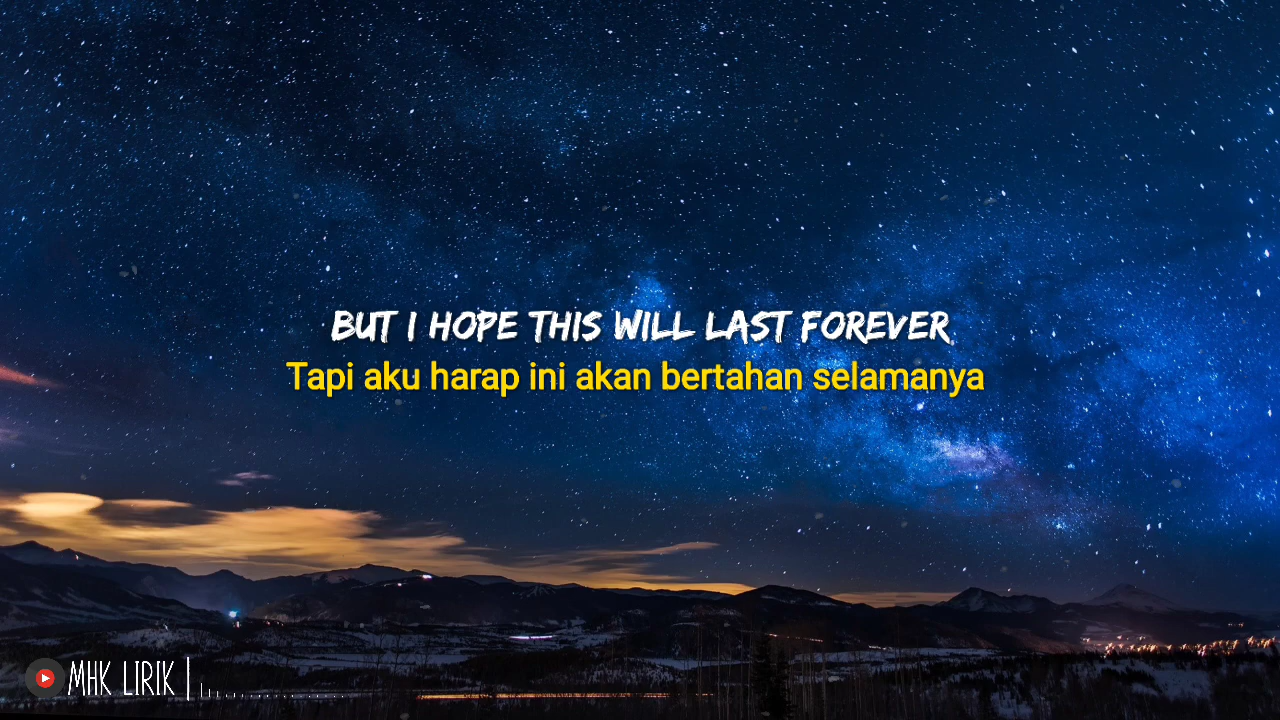 BUT I HOPE THIS WILL LAST FOREVER
Tapi aku harap ini akan bertahan selamanya
MHK LIRIK